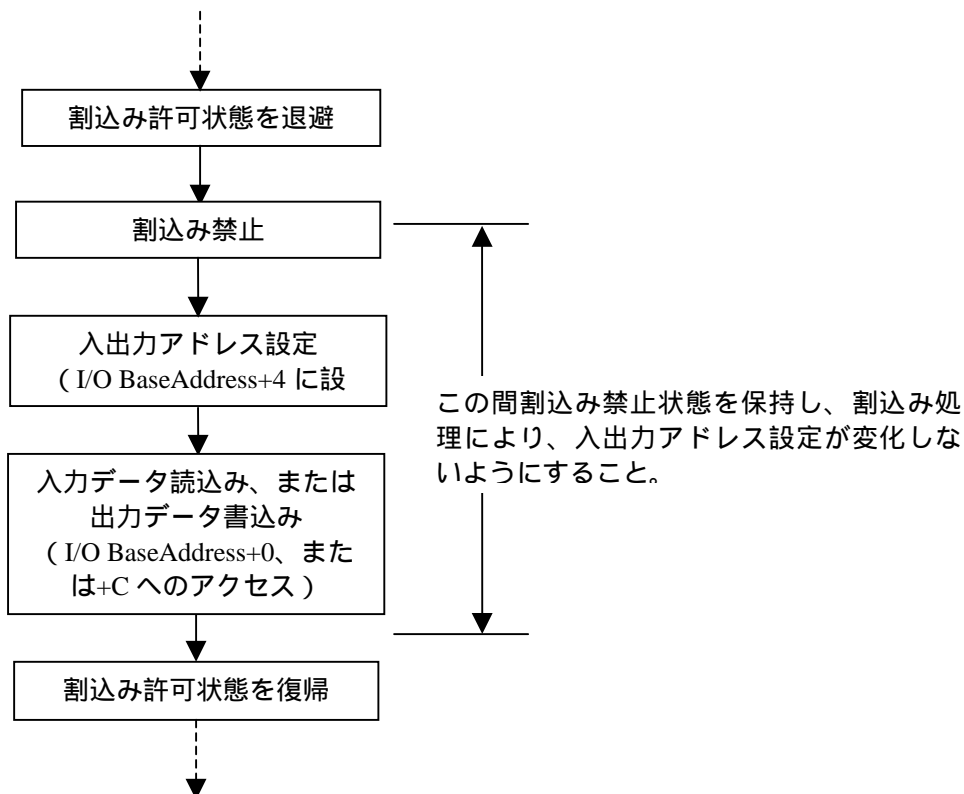 割込み許可状態を退避
割込み禁止
入出力アドレス設定
( I/O BaseAddress+4 に設
この間割込み禁止状態を保持し、割込み処
理により、入出力アドレス設定が変化しな
いようにすること。
入力データ読込み、または
出力データ書込み
( I/O BaseAddress+0、また
は+C へのアクセス )
割込み許可状態を復帰